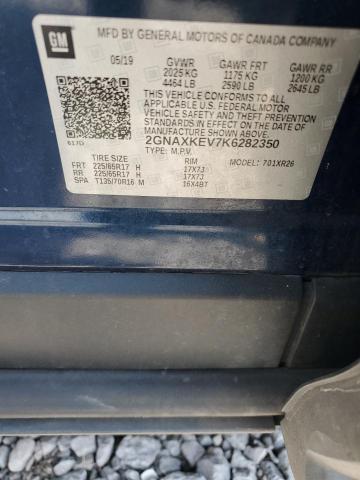 GM
MFD BY GENERAL MOTORS OF CANADA COMPANY
05/19 GVWR GAWR FRT GAWR RR
2025KG 1175 KG 1200 KG
4464 LB 2590 LB 2645 LB
THIS VEHICLE CONFORMS TO ALL APPLICABLE
U.S. FEDERAL MOTOR VEHICLE SAFETY, BUMPER,
AND THEFT PREVENTION STANDARDS IN EFFECT
ON THE DATE OF MANUFACTURE SHOWN ABOVE.
2GNAXKEV7K6282350
TYPE: M.P.V. MODEL: 701XR26
TIRE SIZE RIM
FRT 225/65R17 H 17X7J
RR 225/65R17 H 17X7J
SPA T135/70R16 M 16X4BT